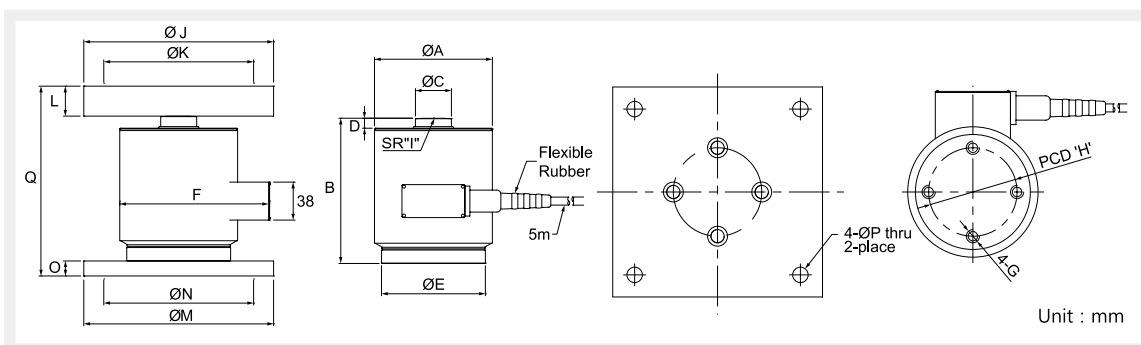 Ø J
ØK
L
Q
F
38
O
ØN
ØM
ØA
ØC
D
SR"I"
B
Flexible
Rubber
5m
ØE
4-ØP thru
2-place
PCD 'H'
4-G
Unit : mm